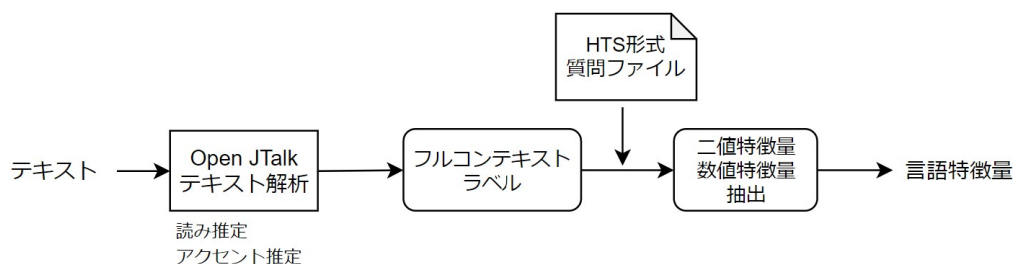 HTS形式
質問ファイル
テキスト
Open JTalk
テキスト解析
フルコンテキスト
ラベル
二値特徴量
数値特徴量
抽出
言語特徴量
読み推定
アクセント推定